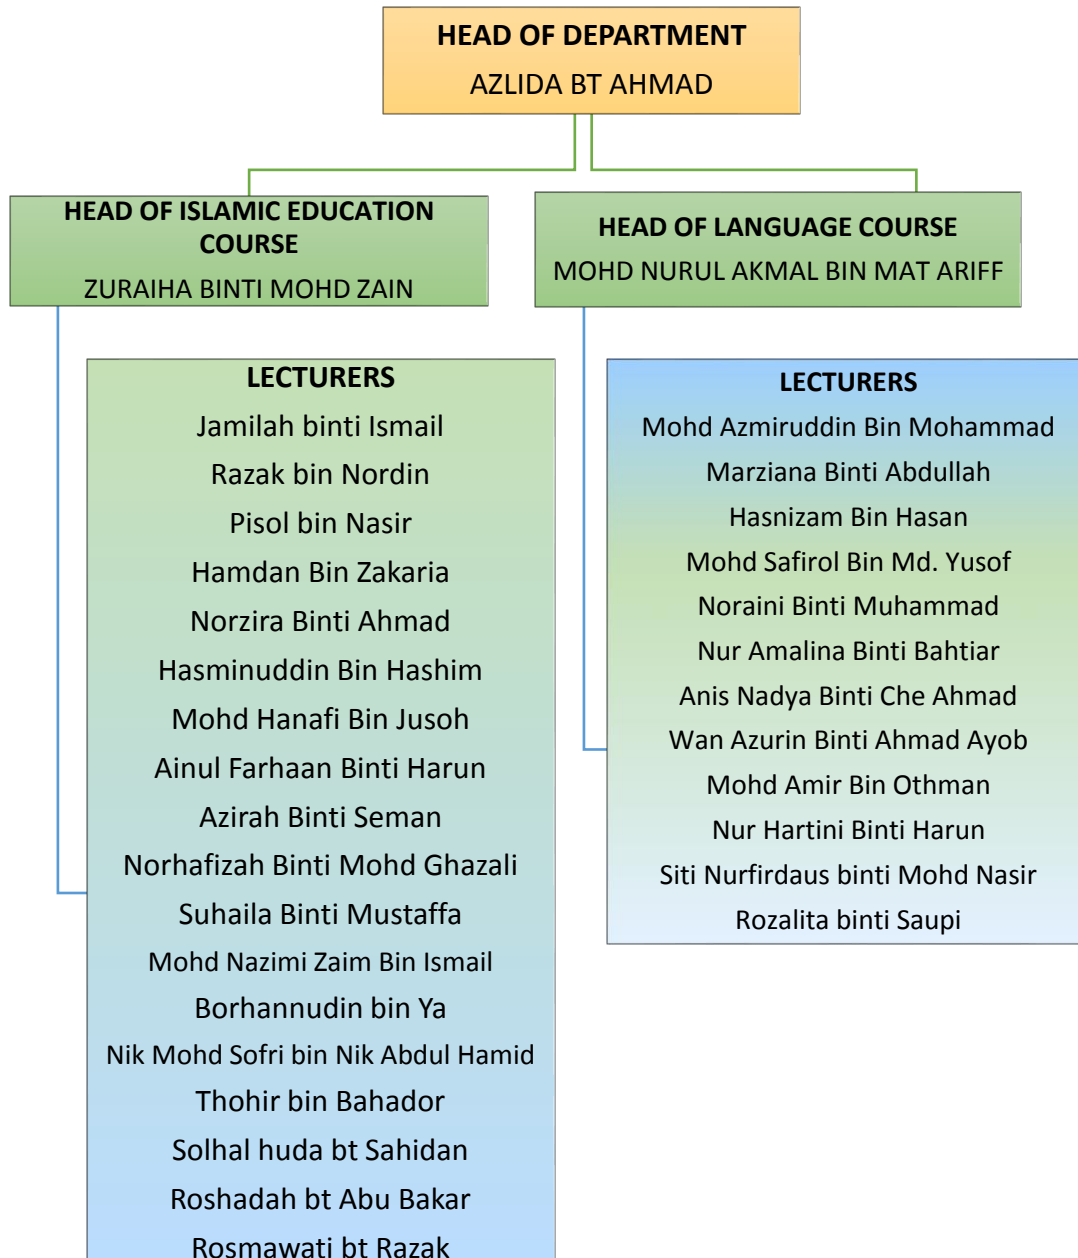 HEAD OF DEPARTMENT
AZLIDA BT AHMAD
HEAD OF ISLAMIC EDUCATION
COURSE
ZURAIHA BINTI MOHD ZAIN
HEAD OF LANGUAGE COURSE
MOHD NURUL AKMAL BIN MAT ARIFF
LECTURERS
Jamilah binti Ismail
Razak bin Nordin
Pisol bin Nasir
Hamdan Bin Zakaria
Norzira Binti Ahmad
Hasminuddin Bin Hashim
Mohd Hanafi Bin Jusoh
Ainul Farhaan Binti Harun
Azirah Binti Seman
Norhafizah Binti Mohd Ghazali
Suhaila Binti Mustaffa
Mohd Nazimi Zaim Bin Ismail
Borhannudin bin Ya
Nik Mohd Sofri bin Nik Abdul Hamid
Thohir bin Bahador
Solhal huda bt Sahidan
Roshadah bt Abu Bakar
Rosmawati bt Razak
LECTURERS
Mohd Azmiruddin Bin Mohammad
Marziana Binti Abdullah
Hasnizam Bin Hasan
Mohd Safirol Bin Md. Yusof
Noraini Binti Muhammad
Nur Amalina Binti Bahtiar
Anis Nadya Binti Che Ahmad
Wan Azurin Binti Ahmad Ayob
Mohd Amir Bin Othman
Nur Hartini Binti Harun
Siti Nurfirdaus binti Mohd Nasir
Rozalita binti Saupi